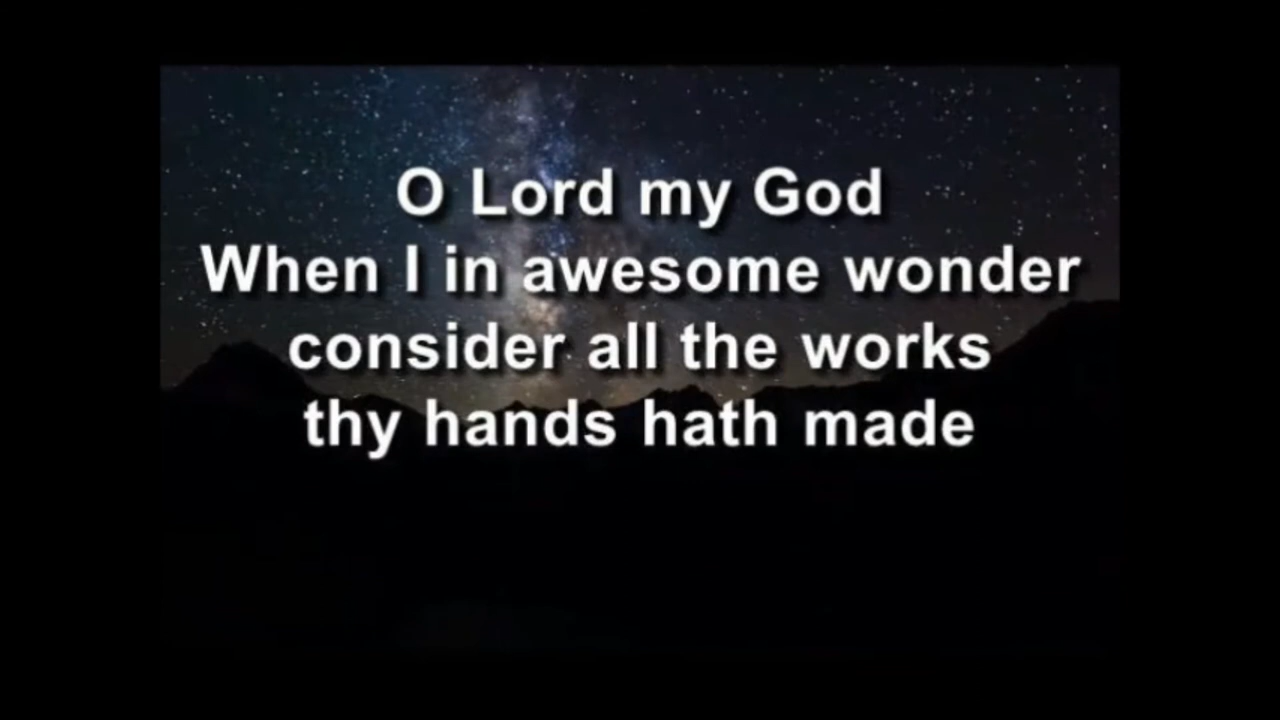 O Lord my God
When I in awesome wonder
consider all the works
thy hands hath made